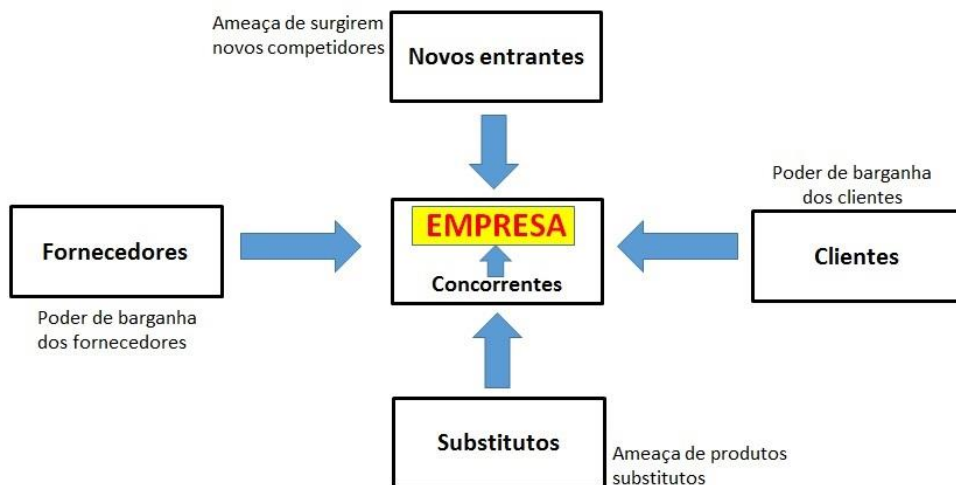 Ameaça de surgirem
novos competidores
Novos entrantes
Poder de barganha
dos clientes
EMPRESA
Fornecedores
Clientes
Concorrentes
Poder de barganha
dos fornecedores
Substitutos
Ameaça de produtos
substitutos